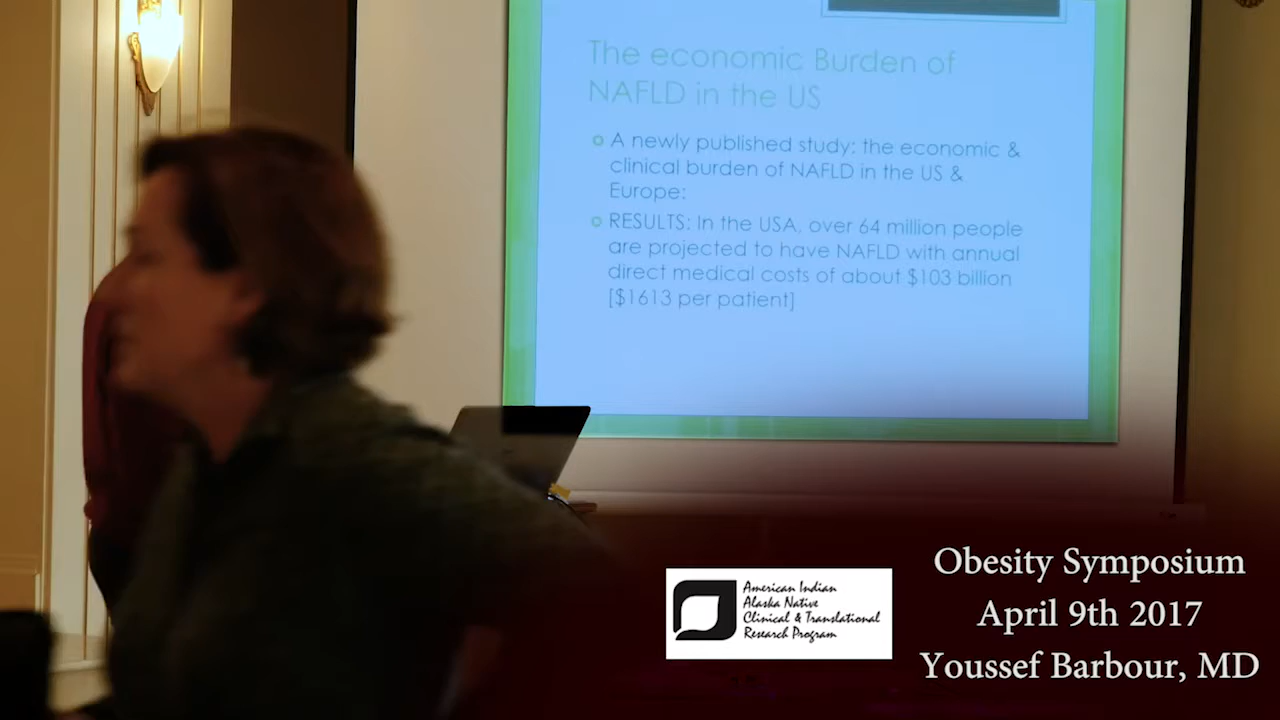 The economic Burden of
NAFLD in the US
A newly published study: the economic &
clinical burden of NAFLD in the US &
Europe:
RESULTS: In the USA, over 64 million people
are projected to have NAFLD with annual
direct medical costs of about $103 billion
[$1613 per patient]
American Indian
Alaska Native
Clinical & Translational
Research Program
Obesity Symposium
April 9th 2017
Youssef Barbour, MD